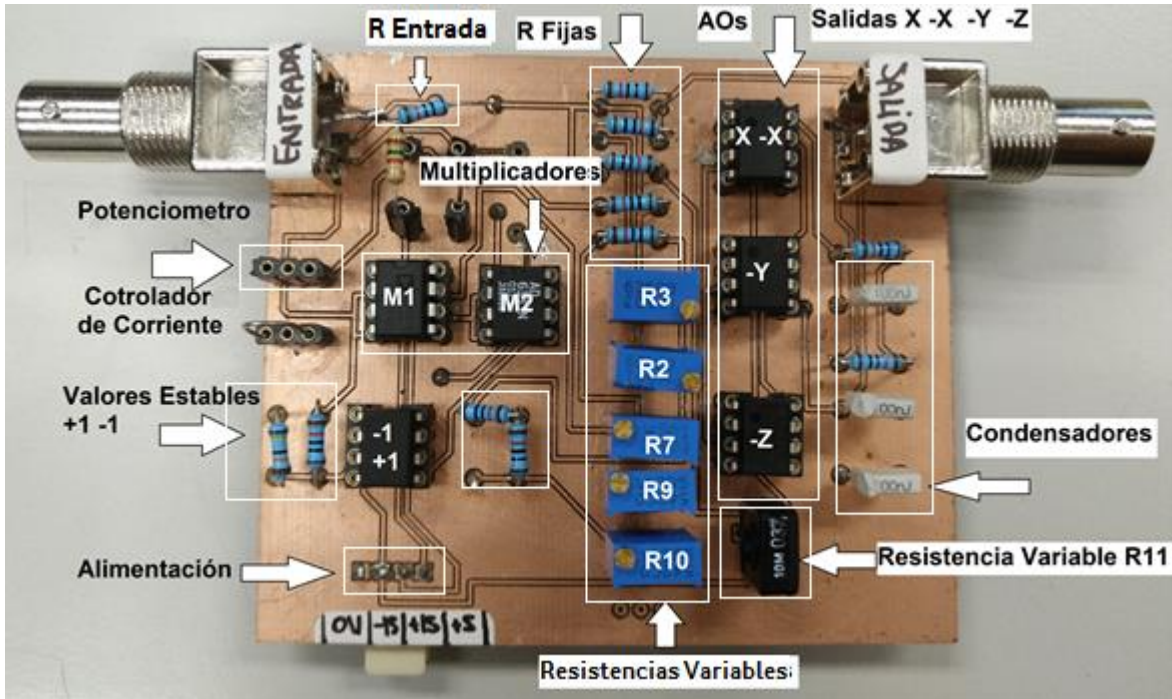 R Entrada
R Fijas
AOs
Salidas X -X -Y -Z
ENTRADA
SALIDA
X -X
Multiplicadores
Potenciometro
Cotrolador
de Corriente
M1
M2
R3
-Y
100nJ
R2
Valores Estables
+1 -1
-1
+1
R7
-Z
Condensadores
R9
R10
Resistencia Variable R11
Alimentación
0V -15 +15 +5
Resistencias Variables